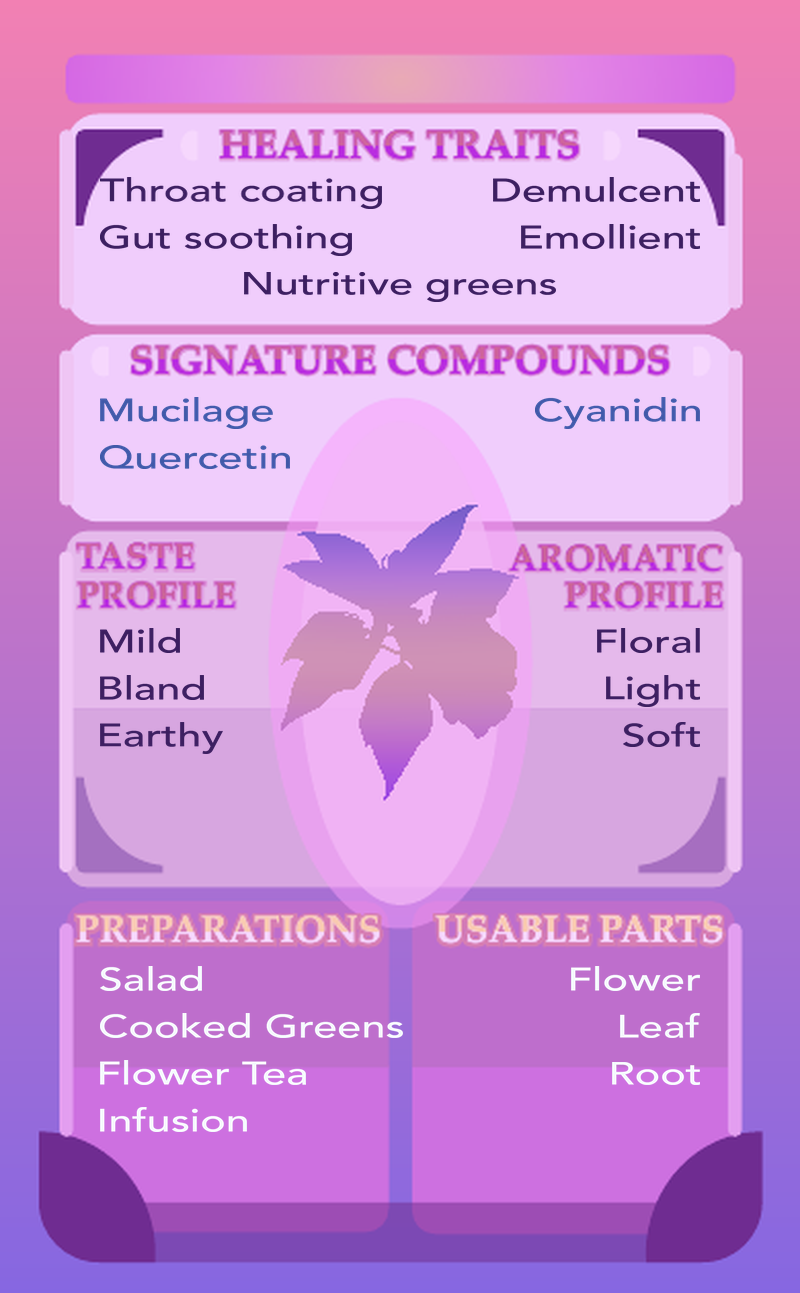 HEALING TRAITS
Throat coating Demulcent
Gut soothing Emollient
Nutritive greens
SIGNATURE COMPOUNDS
Mucilage Cyanidin
Quercetin
TASTE
PROFILE
Mild
Bland
Earthy
AROMATIC
PROFILE
Floral
Light
Soft
PREPARATIONS
Salad
Cooked Greens
Flower Tea
Infusion
USABLE PARTS
Flower
Leaf
Root